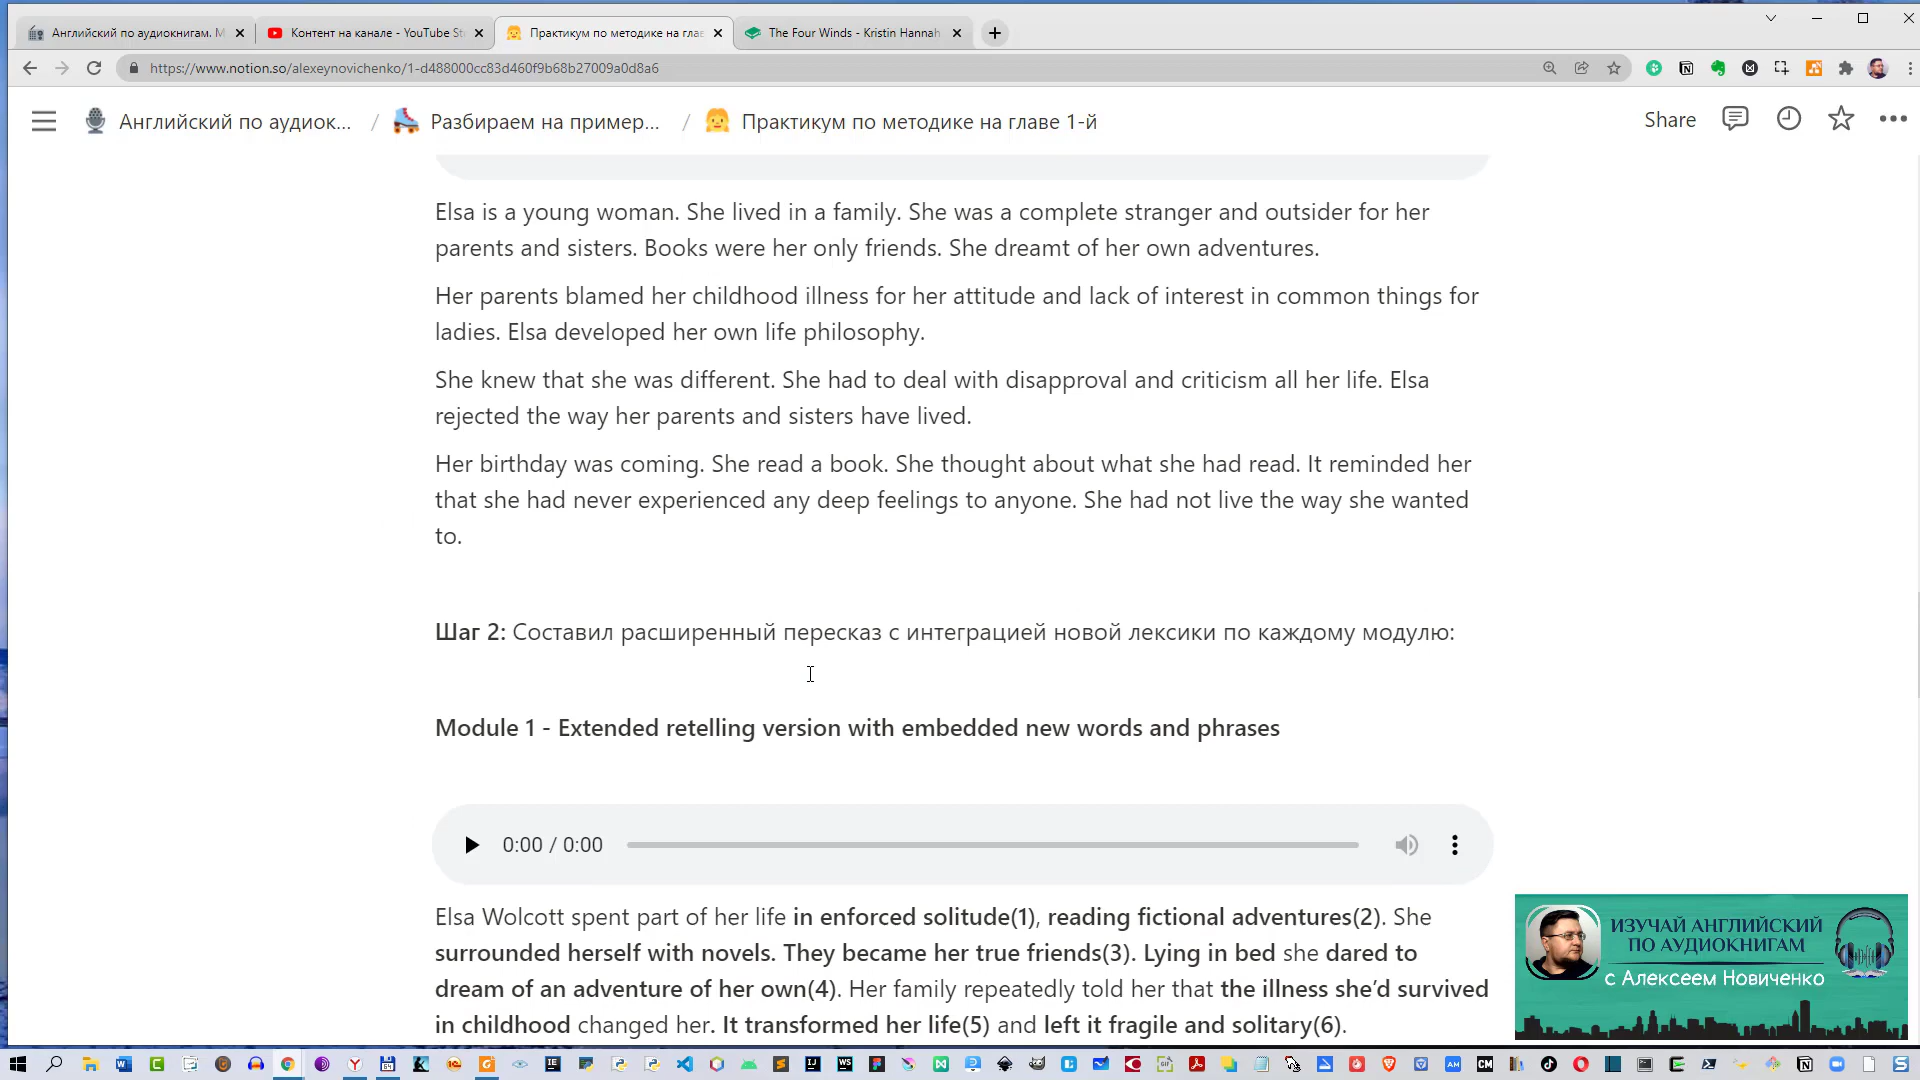 Английский по аудиокнигам. М
Контент на канале - YouTube St
Практикум по методике на гла
The Four Winds - Kristin Hannah
https://www.notion.so/alexeynovichenko/1-d488000cc83d460f9b68b27009a0d8a6
Английский по аудиок... / Разбираем на пример... / Практикум по методике на главе 1-й
Share
Elsa is a young woman. She lived in a family. She was a complete stranger and outsider for her
parents and sisters. Books were her only friends. She dreamt of her own adventures.
Her parents blamed her childhood illness for her attitude and lack of interest in common things for
ladies. Elsa developed her own life philosophy.
She knew that she was different. She had to deal with disapproval and criticism all her life. Elsa
rejected the way her parents and sisters have lived.
Her birthday was coming. She read a book. She thought about what she had read. It reminded her
that she had never experienced any deep feelings to anyone. She had not live the way she wanted
to.
Шаг 2: Составил расширенный пересказ с интеграцией новой лексики по каждому модулю:
Module 1 - Extended retelling version with embedded new words and phrases
0:00 / 0:00
Elsa Wolcott spent part of her life in enforced solitude(1), reading fictional adventures(2). She
surrounded herself with novels. They became her true friends(3). Lying in bed she dared to
dream of an adventure of her own(4). Her family repeatedly told her that the illness she’d survived
in childhood changed her. It transformed her life(5) and left it fragile and solitary(6).
ИЗУЧАЙ АНГЛИЙСКИЙ
ПО АУДИОКНИГАМ
с Алексеем Новиченко